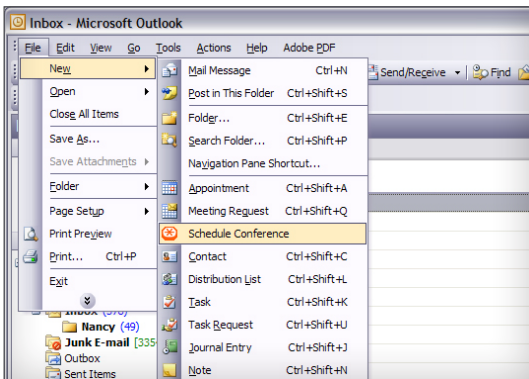 Inbox - Microsoft Outlook
File Edit View Go Tools Actions Help Adobe PDF
New
Open
Close All Items
Save As...
Save Attachments
Folder
Page Setup
Print Preview
Print... Ctrl+P
Exit
Mail Message Ctrl+N
Post in This Folder Ctrl+Shift+S
Folder... Ctrl+Shift+E
Search Folder... Ctrl+Shift+P
Navigation Pane Shortcut...
Appointment Ctrl+Shift+A
Meeting Request Ctrl+Shift+Q
Schedule Conference
Contact Ctrl+Shift+C
Distribution List Ctrl+Shift+L
Task Ctrl+Shift+K
Task Request Ctrl+Shift+U
Journal Entry Ctrl+Shift+J
Note Ctrl+Shift+N
Send/Receive Find
Nancy (49)
Junk E-mail [335
Outbox
Sent Items